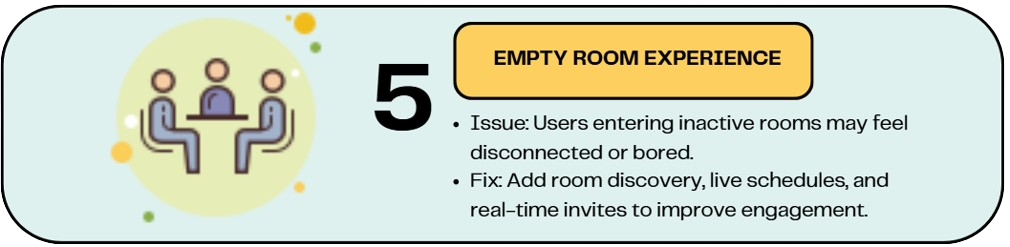 5
EMPTY ROOM EXPERIENCE
• Issue: Users entering inactive rooms may feel
disconnected or bored.
• Fix: Add room discovery, live schedules, and
real-time invites to improve engagement.